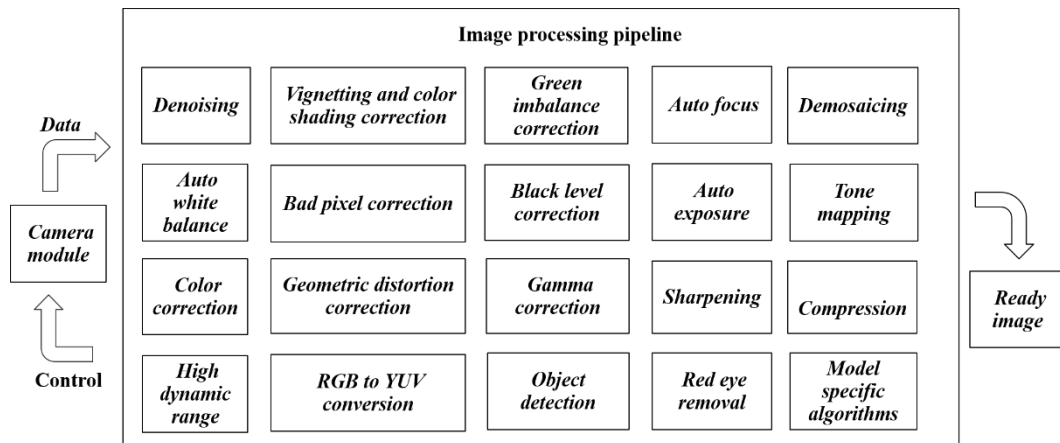 Image processing pipeline
Denoising
Vignetting and color
shading correction
Green
imbalance
correction
Auto focus
Demosaicing
Data
Auto
white
balance
Bad pixel correction
Black level
correction
Auto
exposure
Tone
mapping
Camera
module
Color
correction
Geometric distortion
correction
Gamma
correction
Sharpening
Compression
Ready
image
Control
High
dynamic
range
RGB to YUV
conversion
Object
detection
Red eye
removal
Model
specific
algorithms